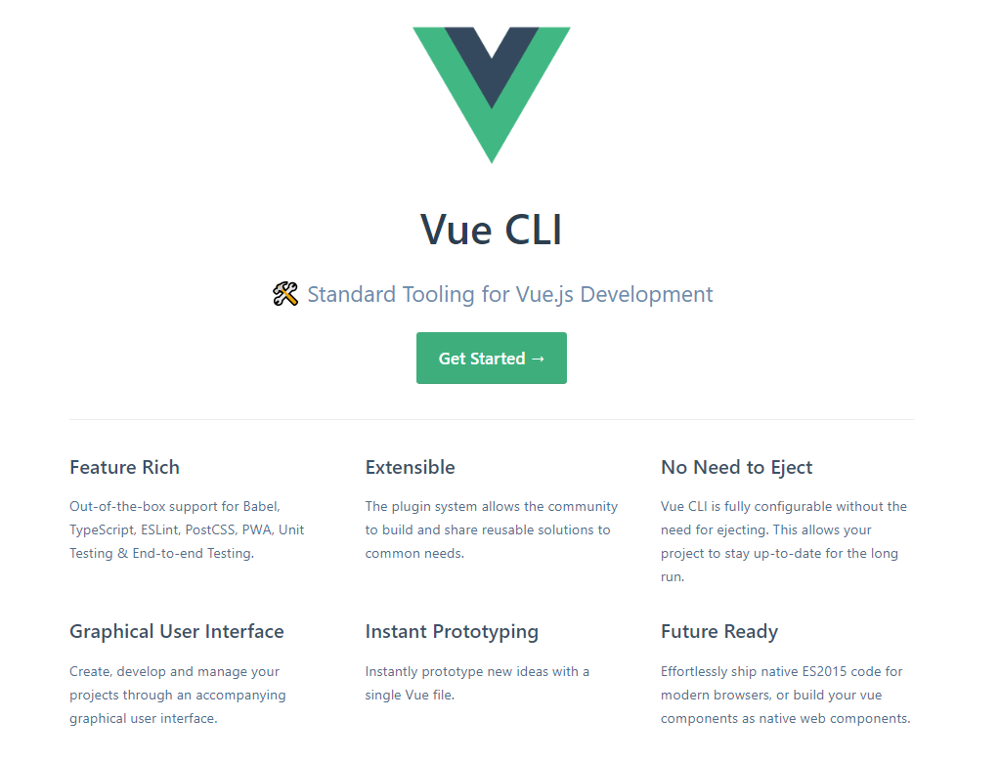 Vue CLI
🛠️ Standard Tooling for Vue.js Development
Get Started →
Feature Rich
Out-of-the-box support for Babel,
TypeScript, ESLint, PostCSS, PWA, Unit
Testing & End-to-end Testing.
Extensible
The plugin system allows the community
to build and share reusable solutions to
common needs.
No Need to Eject
Vue CLI is fully configurable without the
need for ejecting. This allows your
project to stay up-to-date for the long
run.
Graphical User Interface
Create, develop and manage your
projects through an accompanying
graphical user interface.
Instant Prototyping
Instantly prototype new ideas with a
single Vue file.
Future Ready
Effortlessly ship native ES2015 code for
modern browsers, or build your vue
components as native web components.